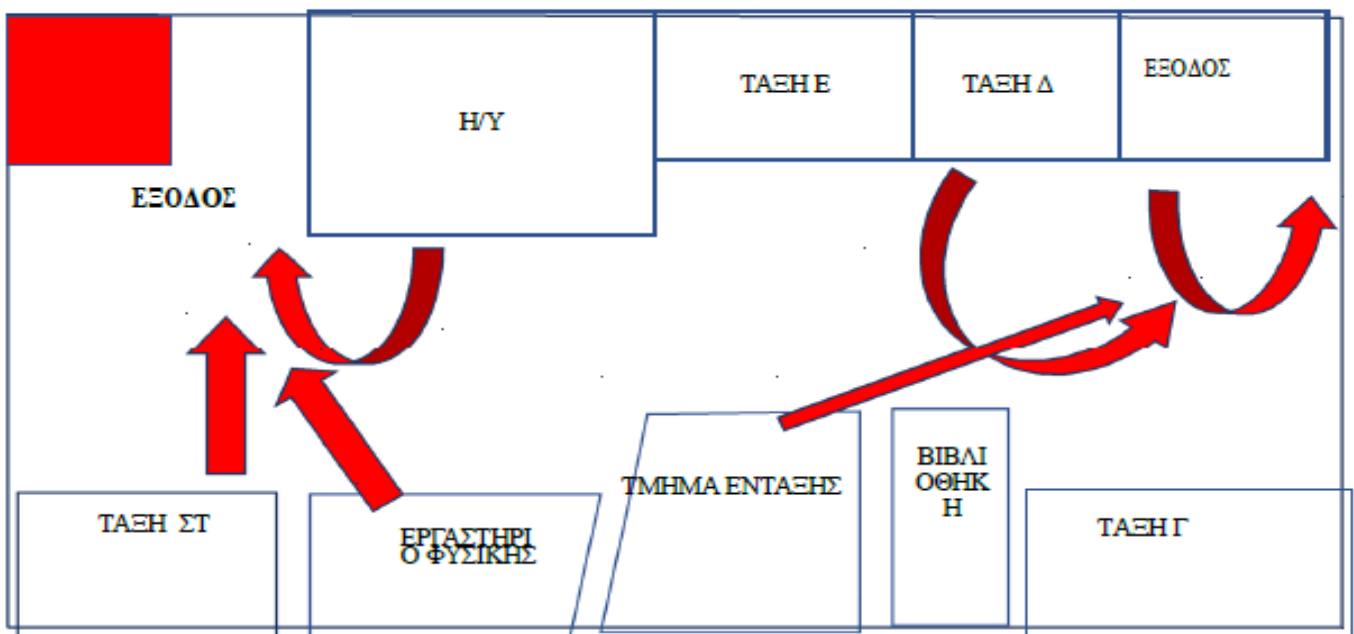 Η/Υ
ΤΑΞΗ Ε
ΤΑΞΗ Δ
ΕΞΟΔΟΣ
ΕΞΟΔΟΣ
ΤΑΞΗ ΣΤ
ΕΡΓΑΣΤΗΡΙ
Ο ΦΥΣΙΚΗΣ
ΤΜΗΜΑ ΕΝΤΑΞΗΣ
ΒΙΒΛΙ
ΟΘΗΚ
Η
ΤΑΞΗ Γ